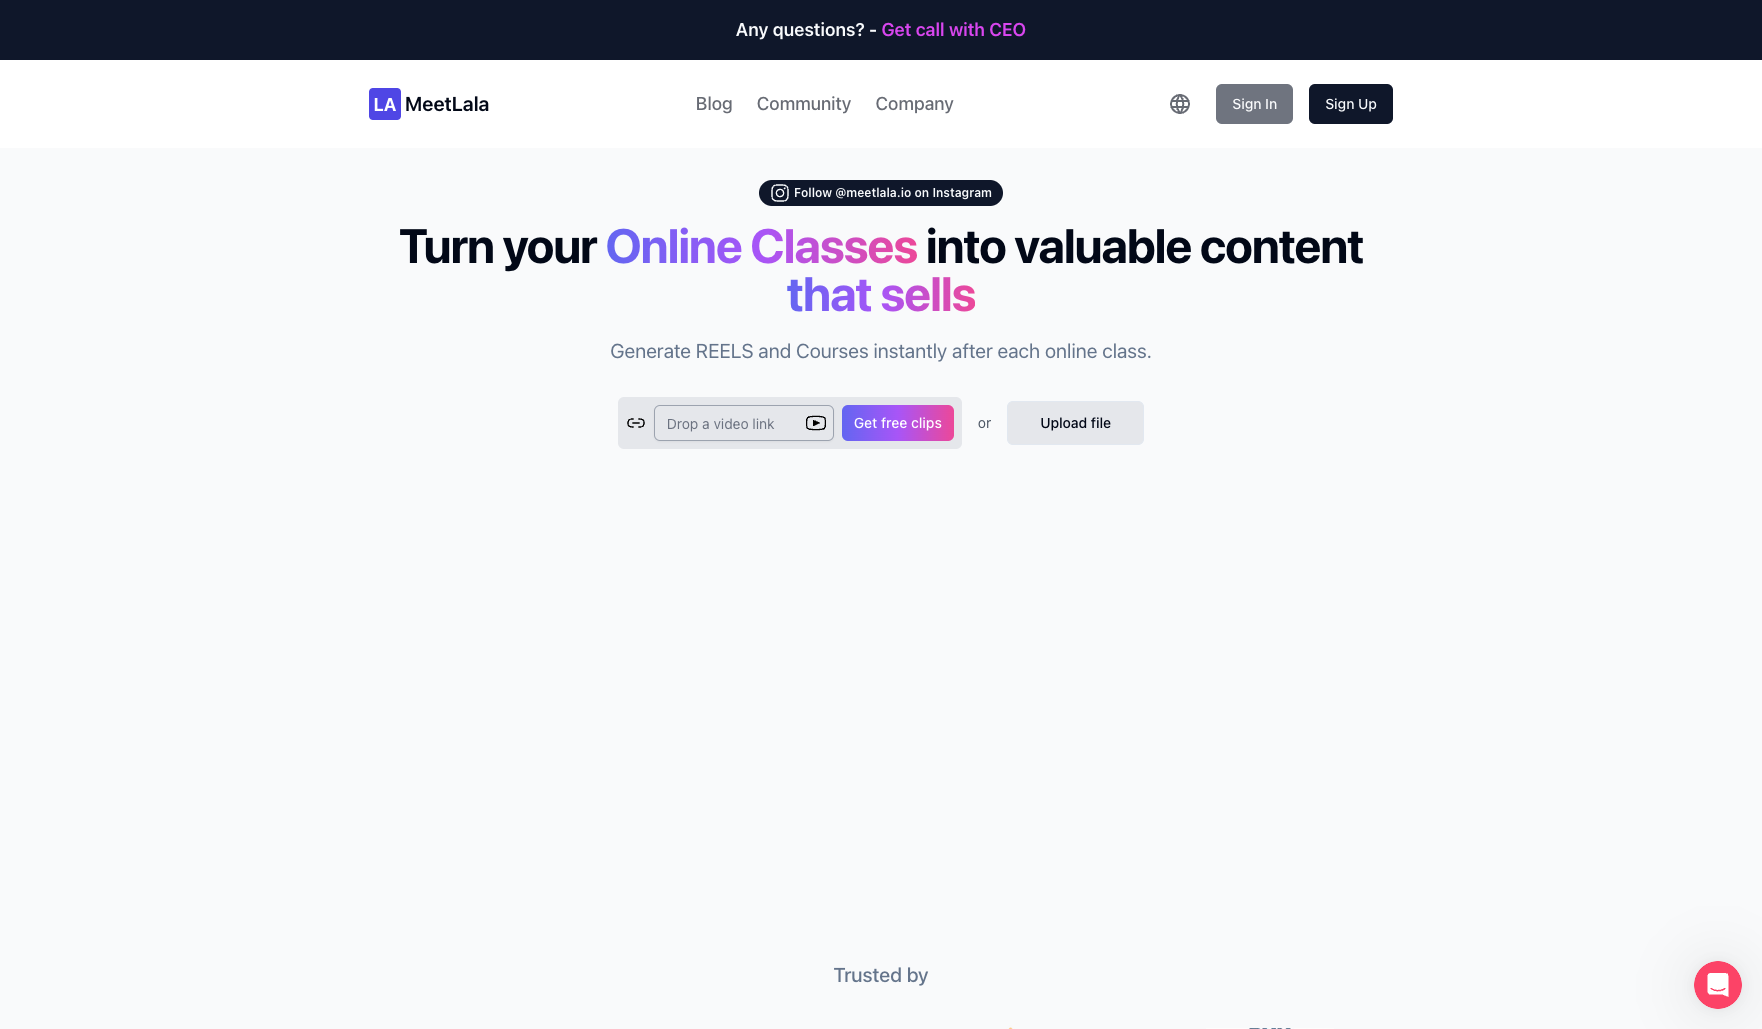 Any questions? - Get call with CEO
LA MeetLala
Blog
Community
Company
Sign In
Sign Up
Follow @meetlala.io on Instagram
Turn your Online Classes into valuable content
that sells
Generate REELS and Courses instantly after each online class.
Drop a video link
Get free clips
or
Upload file
Trusted by